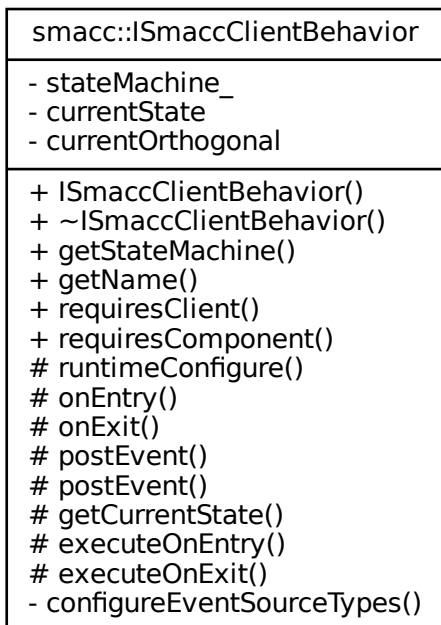 smacc::ISmaccClientBehavior
- stateMachine_
- currentState
- currentOrthogonal
+ ISmaccClientBehavior()
+ ~ISmaccClientBehavior()
+ getStateMachine()
+ getName()
+ requiresClient()
+ requiresComponent()
# runtimeConfigure()
# onEntry()
# onExit()
# postEvent()
# postEvent()
# getCurrentState()
# executeOnEntry()
# executeOnExit()
- configureEventSourceTypes()